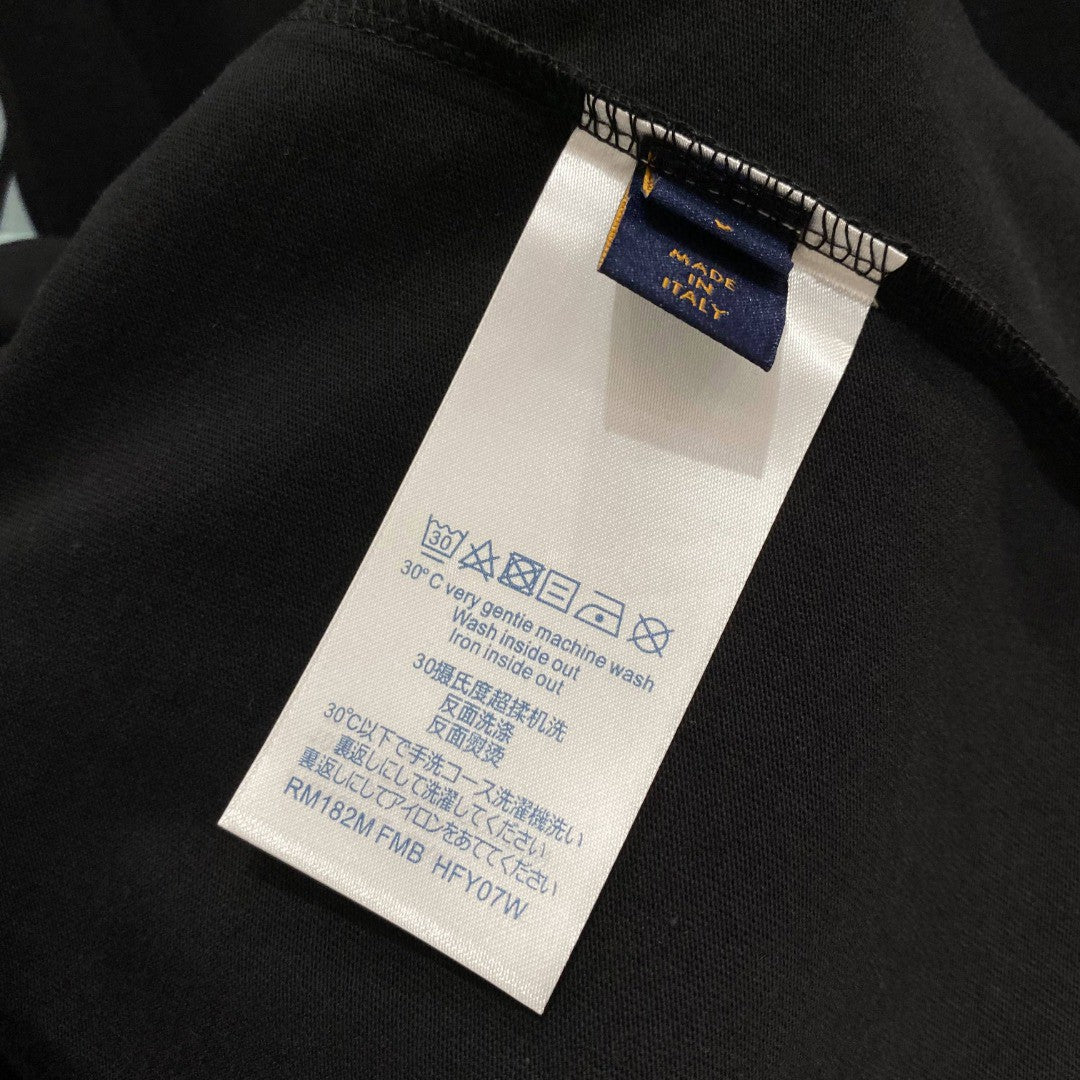 MADE
IN
ITALY
30
30° C very gentie machine wash
Wash inside out
Iron inside out
30摄氏度超揉机洗
反面洗涤
反面熨烫
30℃以下で手洗コース洗濯機洗い
裏返しにして洗濯してください
裏返しにしてアイロンをあててください
RM182M FMB HFY07W